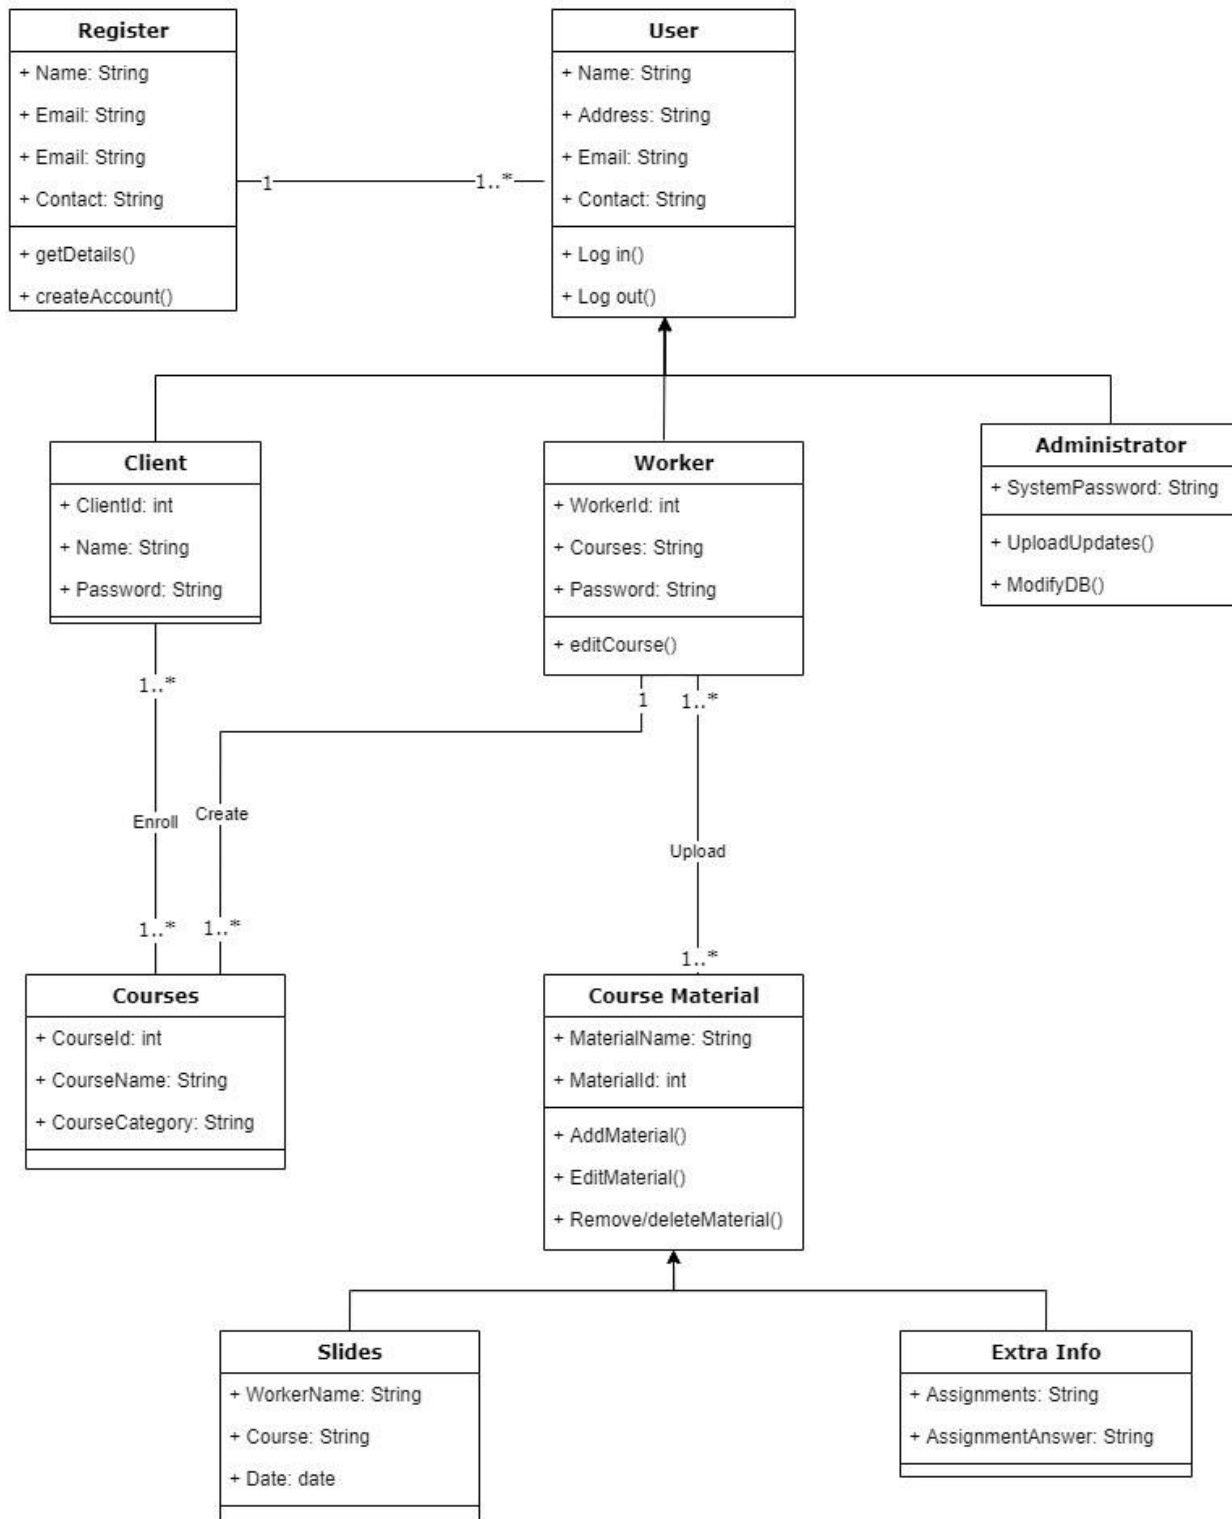 Register
+ Name: String
+ Email: String
+ Email: String
+ Contact: String
+ getDetails()
+ createAccount()
1
1..*
User
+ Name: String
+ Address: String
+ Email: String
+ Contact: String
+ Log in()
+ Log out()
Client
+ ClientId: int
+ Name: String
+ Password: String
Worker
+ WorkerId: int
+ Courses: String
+ Password: String
+ editCourse()
Administrator
+ SystemPassword: String
+ UploadUpdates()
+ ModifyDB()
1..*
1
1..*
Enroll
Create
Upload
1..*
1..*
1..*
Courses
+ CourseId: int
+ CourseName: String
+ CourseCategory: String
Course Material
+ MaterialName: String
+ MaterialId: int
+ AddMaterial()
+ EditMaterial()
+ Remove/deleteMaterial()
Slides
+ WorkerName: String
+ Course: String
+ Date: date
Extra Info
+ Assignments: String
+ AssignmentAnswer: String